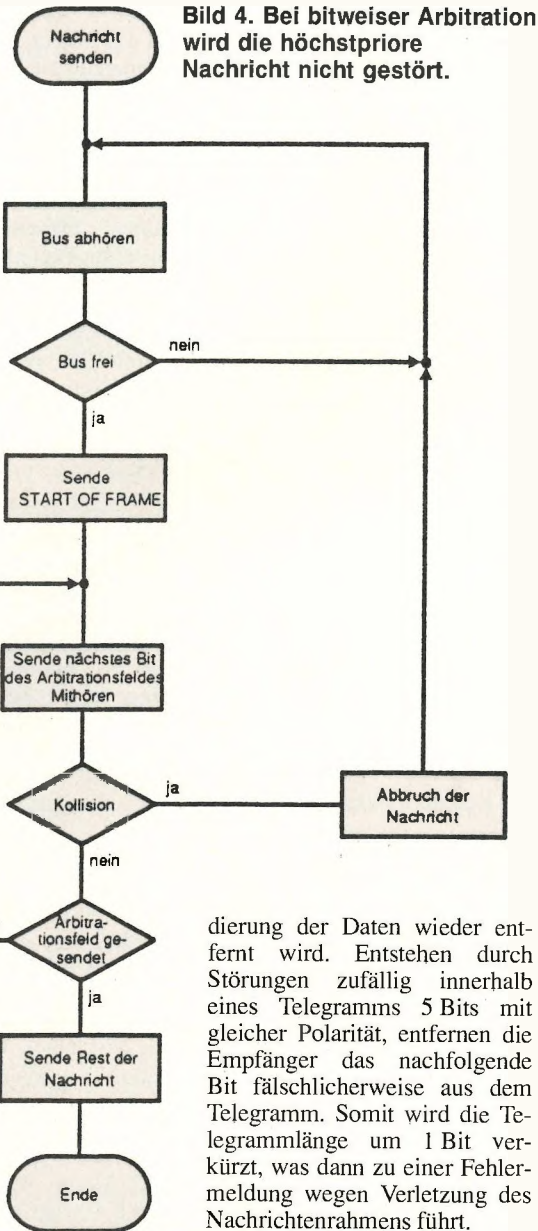 Bild 4. Bei bitweiser Arbitration
wird die höchstpriore
Nachricht nicht gestört.
Nachricht
senden
Bus abhören
Bus frei
nein
ja
Sende
START OF FRAME
Sende nächstes Bit
des Arbitrationsfeldes
Mithören
Kollision
ja
Abbruch der
Nachricht
nein
Arbitra-
tionsfeld ge-
sendet
ja
Sende Rest der
Nachricht
Ende
dierung der Daten wieder ent-
fernt wird. Entstehen durch
Störungen zufällig innerhalb
eines Telegramms 5 Bits mit
gleicher Polarität, entfernen die
Empfänger das nachfolgende
Bit fälschlicherweise aus dem
Telegramm. Somit wird die Te-
legrammlänge um 1 Bit ver-
kürzt, was dann zu einer Fehler-
meldung wegen Verletzung des
Nachrichtenrahmens führt.